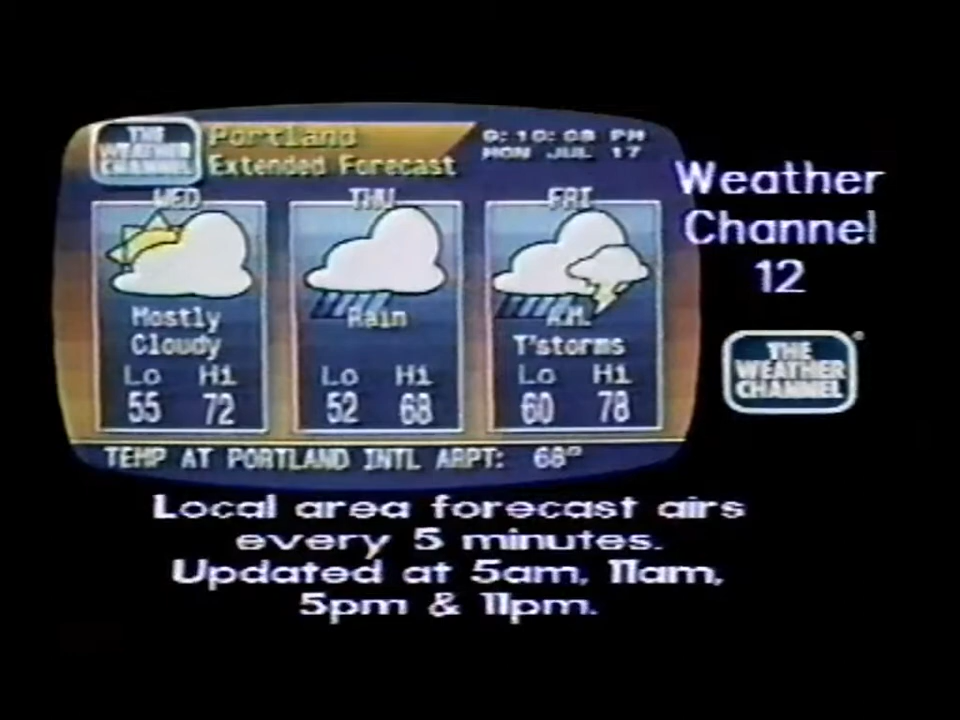 THE
WEATHER
CHANNEL
Portland
Extended Forecast
9:10:08 PM
MON JUL 17
WED THU FRI
Mostly
Cloudy
Rain
A.M.
T'storms
Lo Hi Lo Hi Lo Hi
55 72 52 68 60 78
TEMP AT PORTLAND INTL ARPT: 68°
Weather
Channel
12
THE
WEATHER
CHANNEL®
Local area forecast airs
every 5 minutes.
Updated at 5am, 11am,
5pm & 11pm.